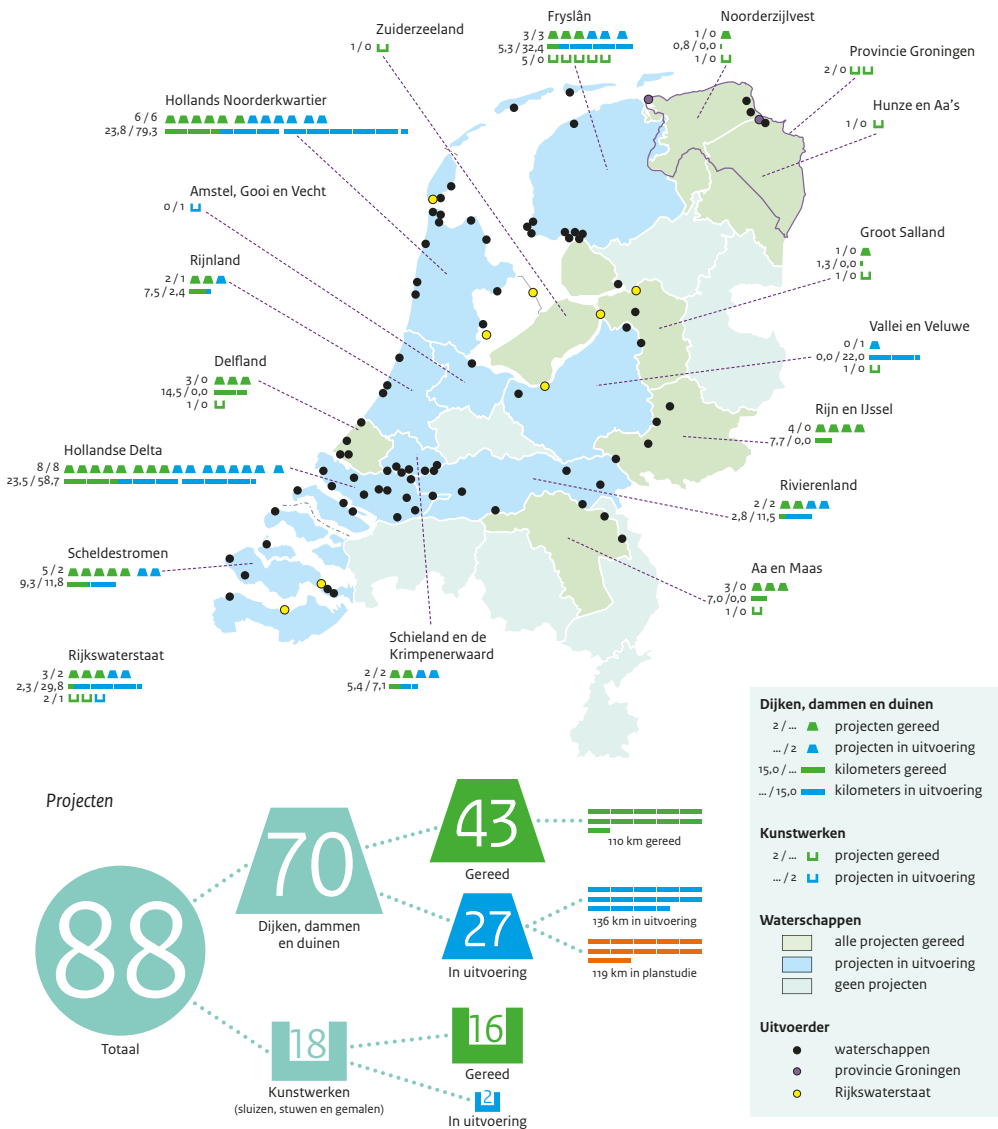 Zuiderzeeland
1/0
Fryslân
3/3
5,3/32,4
5/0
Noorderzijlvest
1/0
0,8/0,0
1/0
Provincie Groningen
2/0
Hunze en Aa's
1/0
Hollands Noorderkwartier
6/6
23,8/79,3
Amstel, Gooi en Vecht
0/1
Rijnland
2/1
7,5/2,4
Groot Salland
1/0
1,3/0,0
1/0
Vallei en Veluwe
0/1
0,0/22,0
1/0
Delfland
3/0
14,5/0,0
1/0
Rijn en IJssel
4/0
7,7/0,0
Hollandse Delta
8/8
23,5/58,7
Rivierenland
2/2
2,8/11,5
Scheldestromen
5/2
9,3/11,8
Aa en Maas
3/0
7,0/0,0
1/0
Schieland en de
Krimpenerwaard
2/2
5,4/7,1
Rijkswaterstaat
3/2
2,3/29,8
2/1
Dijken, dammen en duinen
2/... projecten gereed
.../2 projecten in uitvoering
15,0/... kilometers gereed
.../15,0 kilometers in uitvoering
Kunstwerken
2/... projecten gereed
.../2 projecten in uitvoering
Waterschappen
alle projecten gereed
projecten in uitvoering
geen projecten
Uitvoerder
waterschappen
provincie Groningen
Rijkswaterstaat
Projecten
88
Totaal
70
Dijken, dammen
en duinen
43
Gereed
110 km gereed
27
In uitvoering
136 km in uitvoering
119 km in planstudie
18
Kunstwerken
(sluizen, stuwen en gemalen)
16
Gereed
2
In uitvoering